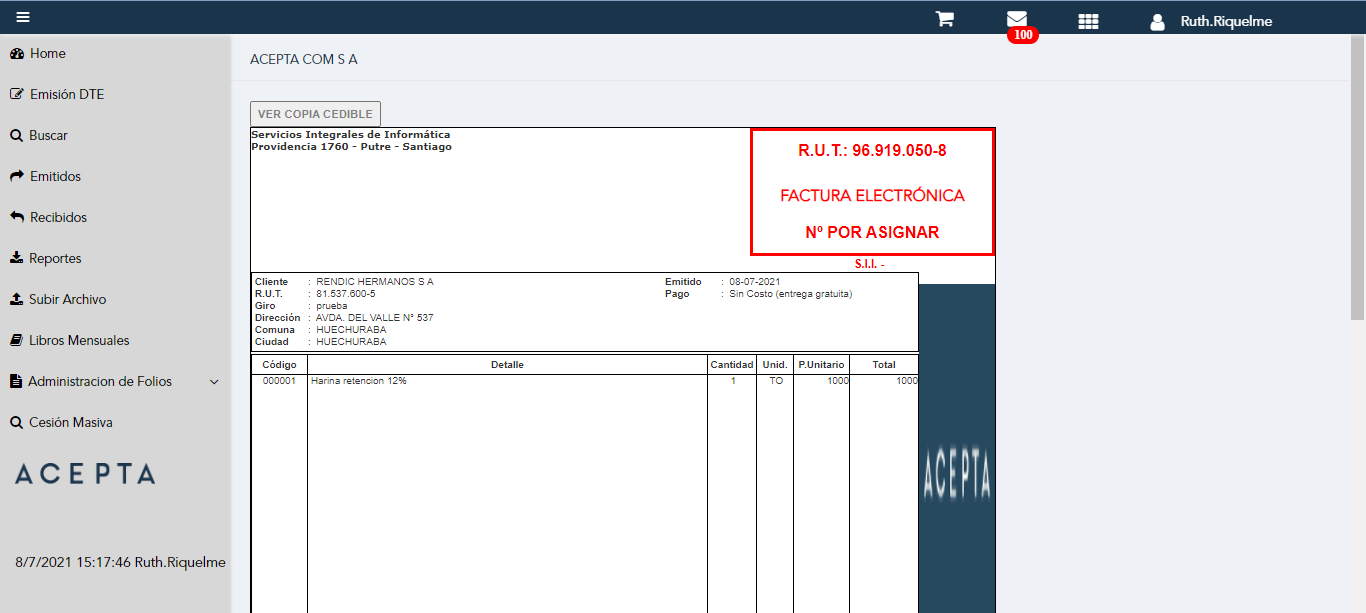 Ruth.Riquelme
100
Home
Emisión DTE
Buscar
Emitidos
Recibidos
Reportes
Subir Archivo
Libros Mensuales
Administracion de Folios
Cesión Masiva
ACEPTA
8/7/2021 15:17:46 Ruth.Riquelme
ACEPTA COM S A
VER COPIA CEDIBLE
Servicios Integrales de Informática
Providencia 1760 - Putre - Santiago
R.U.T.: 96.919.050-8
FACTURA ELECTRÓNICA
Nº POR ASIGNAR
S.I.I. -
Cliente : RENDIC HERMANOS S A Emitido : 08-07-2021
R.U.T. : 81.537.600-5 Pago : Sin Costo (entrega gratuita)
Giro : prueba
Dirección : AVDA. DEL VALLE N° 537
Comuna : HUECHURABA
Ciudad : HUECHURABA
Código Detalle Cantidad Unid. P.Unitario Total
000001 Harina retencion 12% 1 TO 1000 1000
ACEPTA